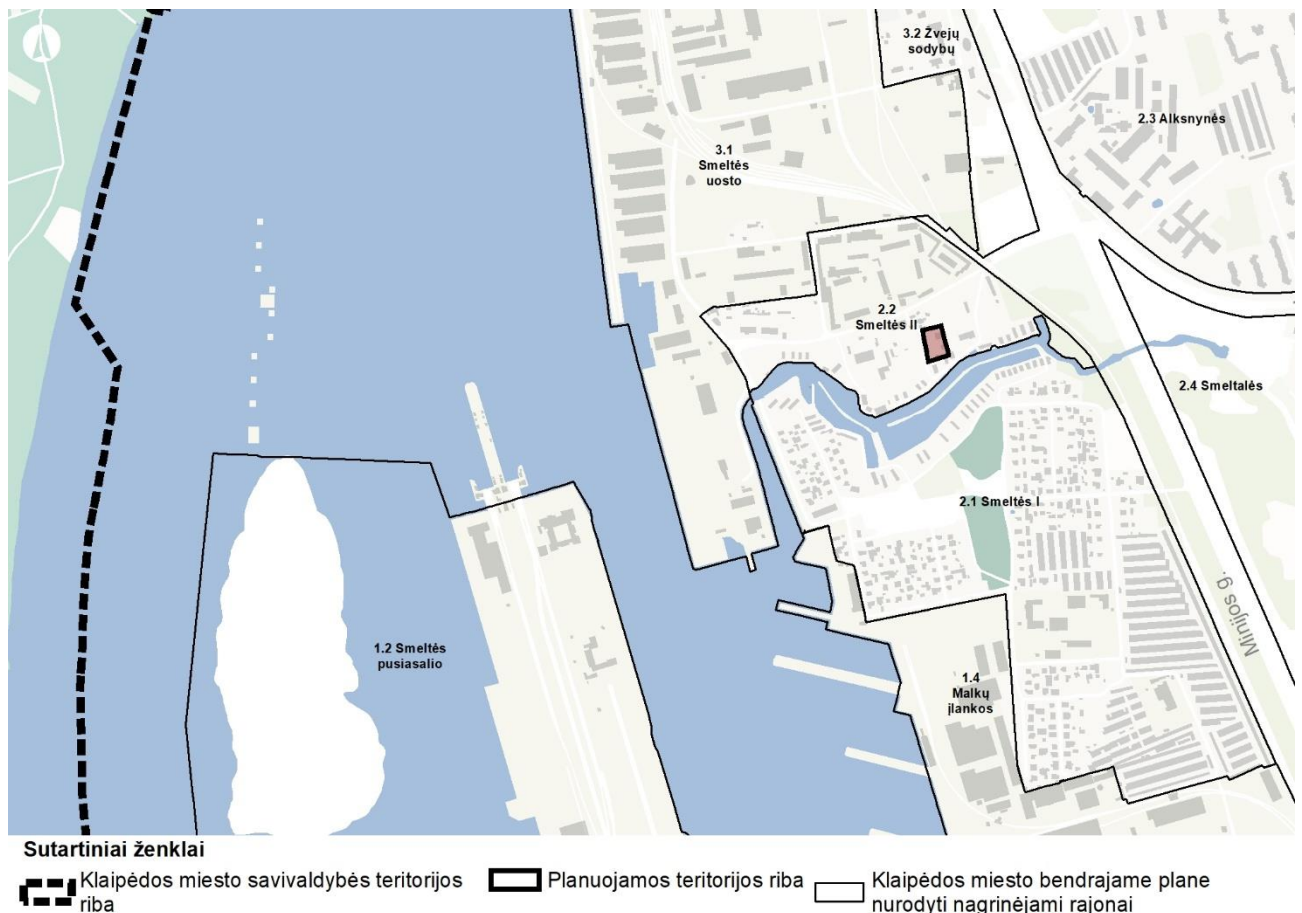 3.2 Žvejų
sodybų
2.3 Alksnynės
3.1
Smeltės
uosto
2.2
Smeltės II
2.4 Smeltalės
2.1 Smeltės I
1.2 Smeltės
pusiasalio
1.4
Malkų
įlankos
Minijos g.
Sutartiniai ženklai
Klaipėdos miesto savivaldybės teritorijos
riba
Planuojamos teritorijos riba
Klaipėdos miesto bendrajame plane
nurodyti nagrinėjami rajonai